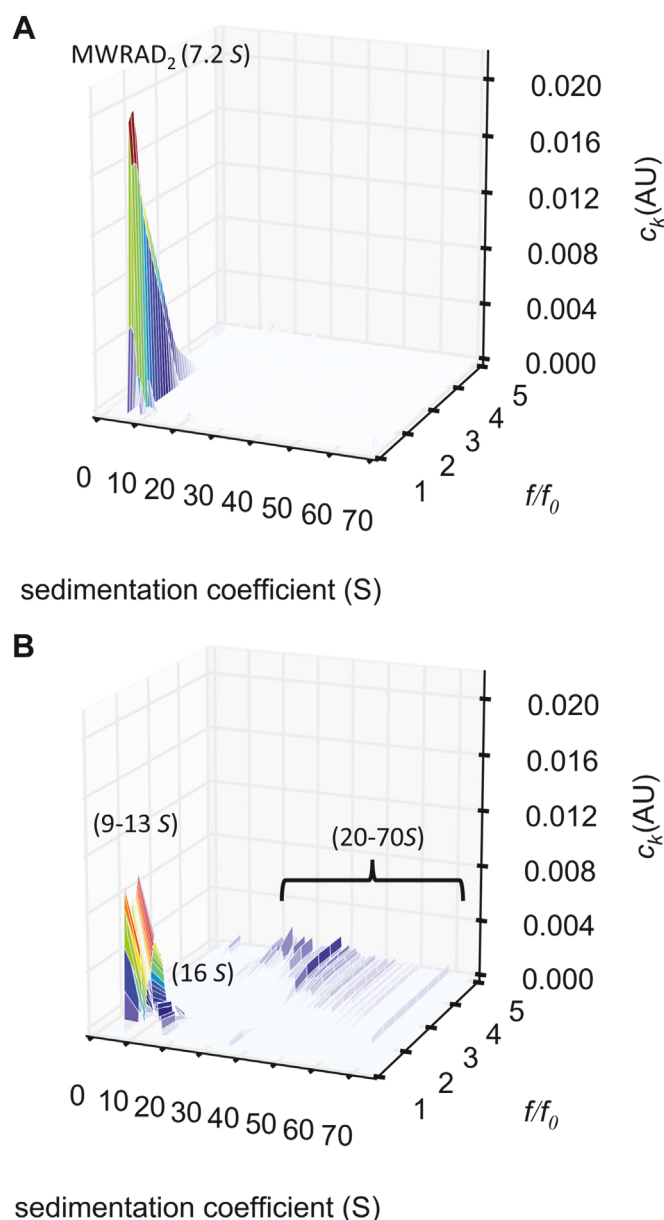 A
MWRAD₂ (7.2 S)
0.020
0.016
0.012
0.008
0.004
0.000
cₖ(AU)
0 10 20 30 40 50 60 70
1 2 3 4 5
f/f₀
sedimentation coefficient (S)
B
(9-13 S)
(20-70S)
(16 S)
0.020
0.016
0.012
0.008
0.004
0.000
cₖ(AU)
0 10 20 30 40 50 60 70
1 2 3 4 5
f/f₀
sedimentation coefficient (S)